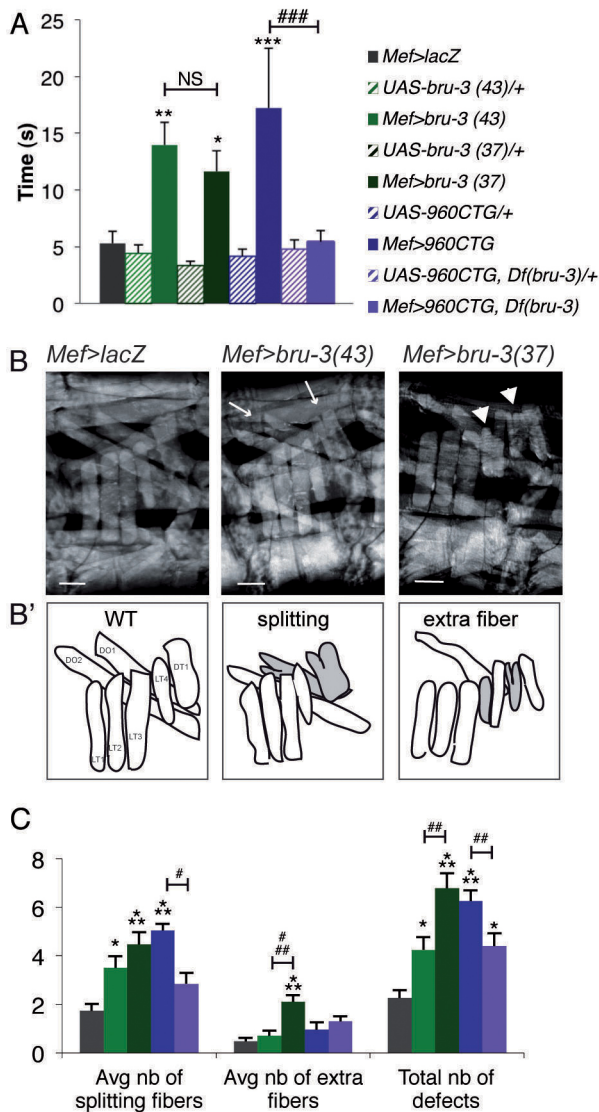 A
Time (s)
25
20
15
10
5
0
**
NS
*
***
###
Mef>lacZ
UAS-bru-3 (43)/+
Mef>bru-3 (43)
UAS-bru-3 (37)/+
Mef>bru-3 (37)
UAS-960CTG/+
Mef>960CTG
UAS-960CTG, Df(bru-3)/+
Mef>960CTG, Df(bru-3)
B
Mef>lacZ
Mef>bru-3(43)
Mef>bru-3(37)
B'
WT
DO2
DO1
DT1
LT4
LT3
LT2
LT1
splitting
extra fiber
C
8
6
4
2
0
*
*
**
*
**
#
#
##
*
**
*
##
*
**
*
**
##
*
Avg nb of
splitting fibers
Avg nb of extra
fibers
Total nb of
defects